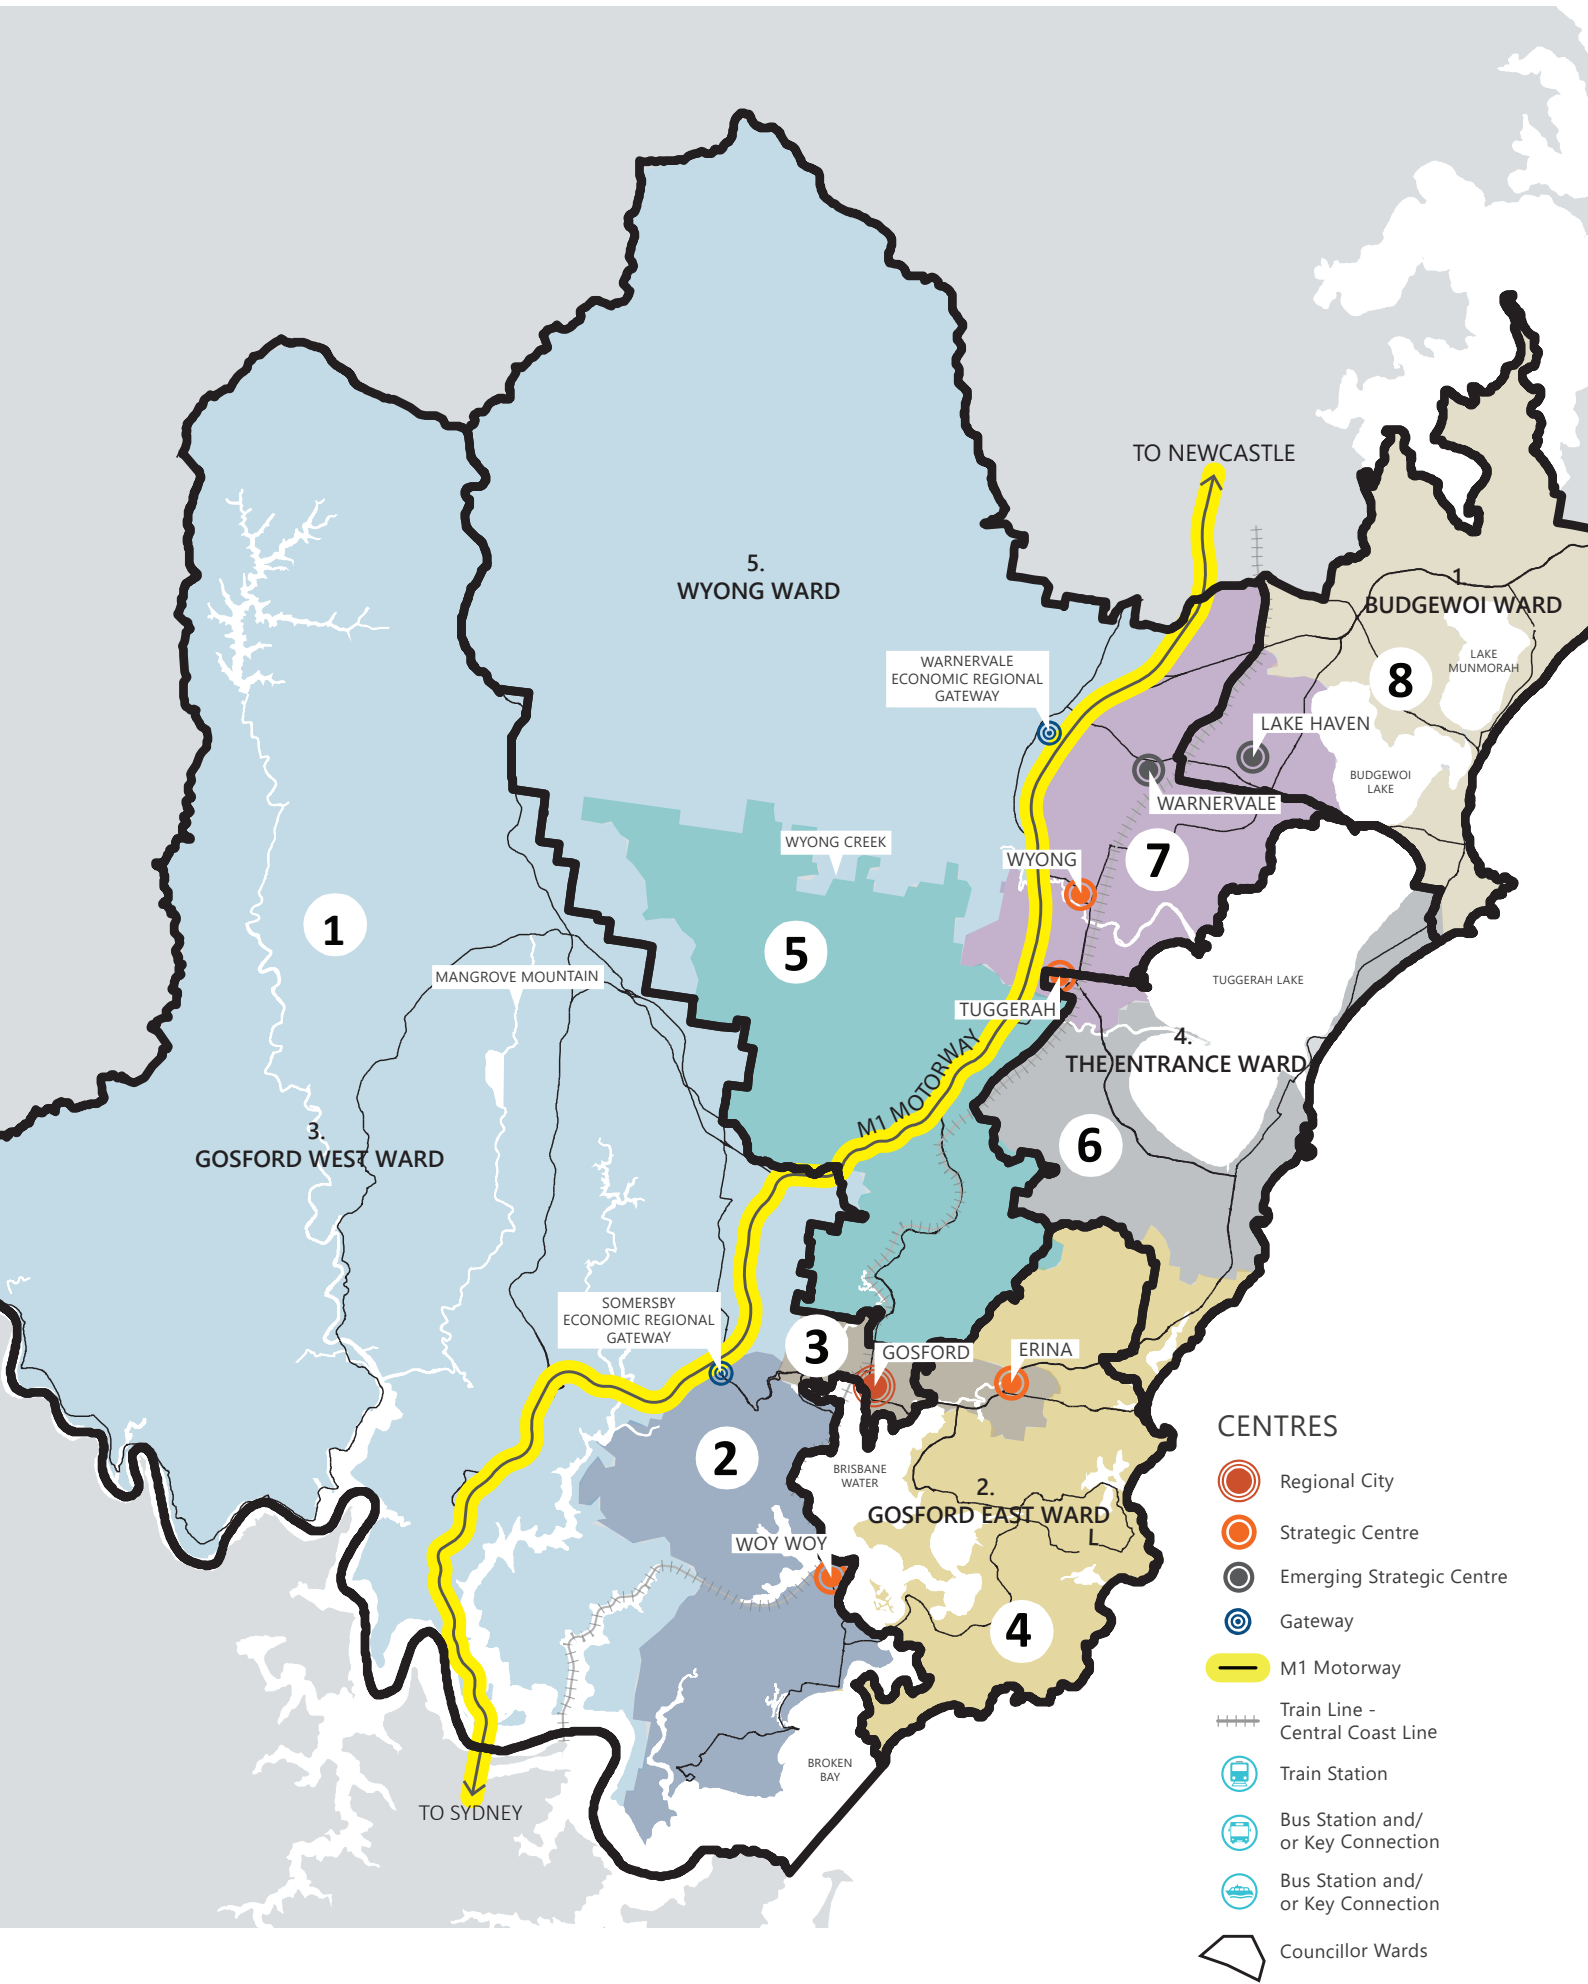 TO NEWCASTLE
5.
WYONG WARD
1.
BUDGEWOI WARD
LAKE
MUNMORAH
8
WARNERVALE
ECONOMIC REGIONAL
GATEWAY
LAKE HAVEN
BUDGEWOI
LAKE
WARNERVALE
WYONG CREEK
WYONG
7
1
5
MANGROVE MOUNTAIN
TUGGERAH LAKE
TUGGERAH
4.
THE ENTRANCE WARD
M1 MOTORWAY
3.
GOSFORD WEST WARD
6
SOMERSBY
ECONOMIC REGIONAL
GATEWAY
3
GOSFORD
ERINA
2
BRISBANE
WATER
2.
GOSFORD EAST WARD
L
WOY WOY
4
BROKEN
BAY
TO SYDNEY
CENTRES
Regional City
Strategic Centre
Emerging Strategic Centre
Gateway
M1 Motorway
Train Line -
Central Coast Line
Train Station
Bus Station and/
or Key Connection
Bus Station and/
or Key Connection
Councillor Wards